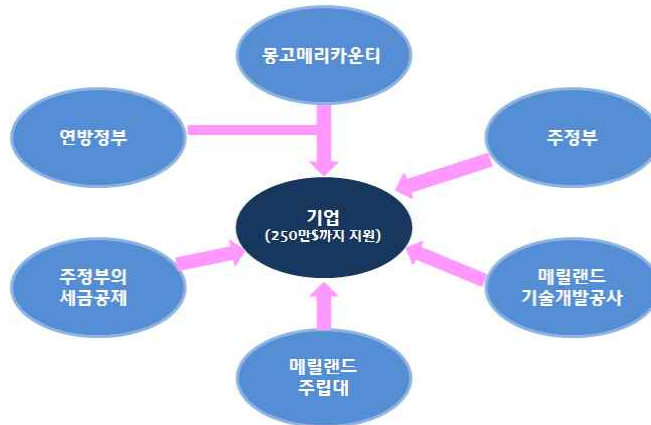 몽고메리카운티
연방정부
주정부
기업
(250만$까지 지원)
주정부의
세금공제
메릴랜드
기술개발공사
메릴랜드
주립대